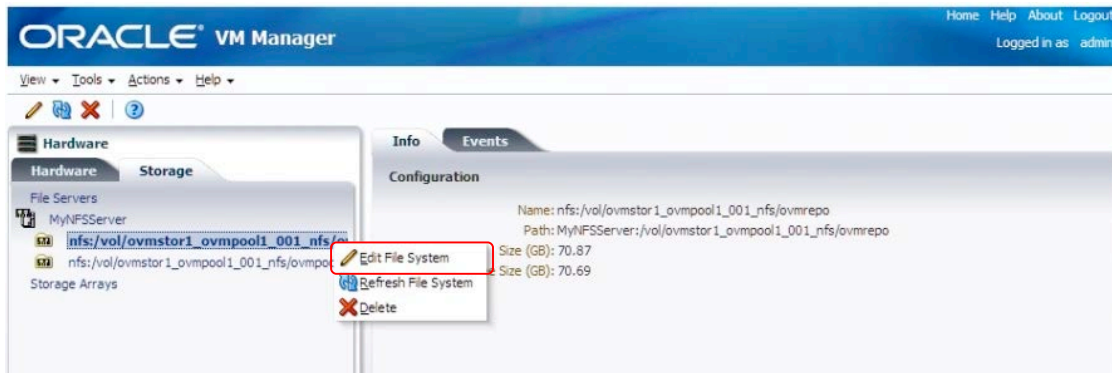 Home Help About Logout
ORACLE VM Manager
Logged in as admin
View Tools Actions Help
Hardware
Info Events
Hardware Storage
Configuration
File Servers
MyNFSServer
Name: nfs:/vol/ovmstor1_ovmpool1_001_nfs/ovmrepo
Path: MyNFSServer:/vol/ovmstor1_ovmpool1_001_nfs/ovmrepo
nfs:/vol/ovmstor1_ovmpool1_001_nfs/ov
Edit File System
Size (GB): 70.87
nfs:/vol/ovmstor1_ovmpool1_001_nfs/ovmpoo
Size (GB): 70.69
Storage Arrays
Refresh File System
Delete